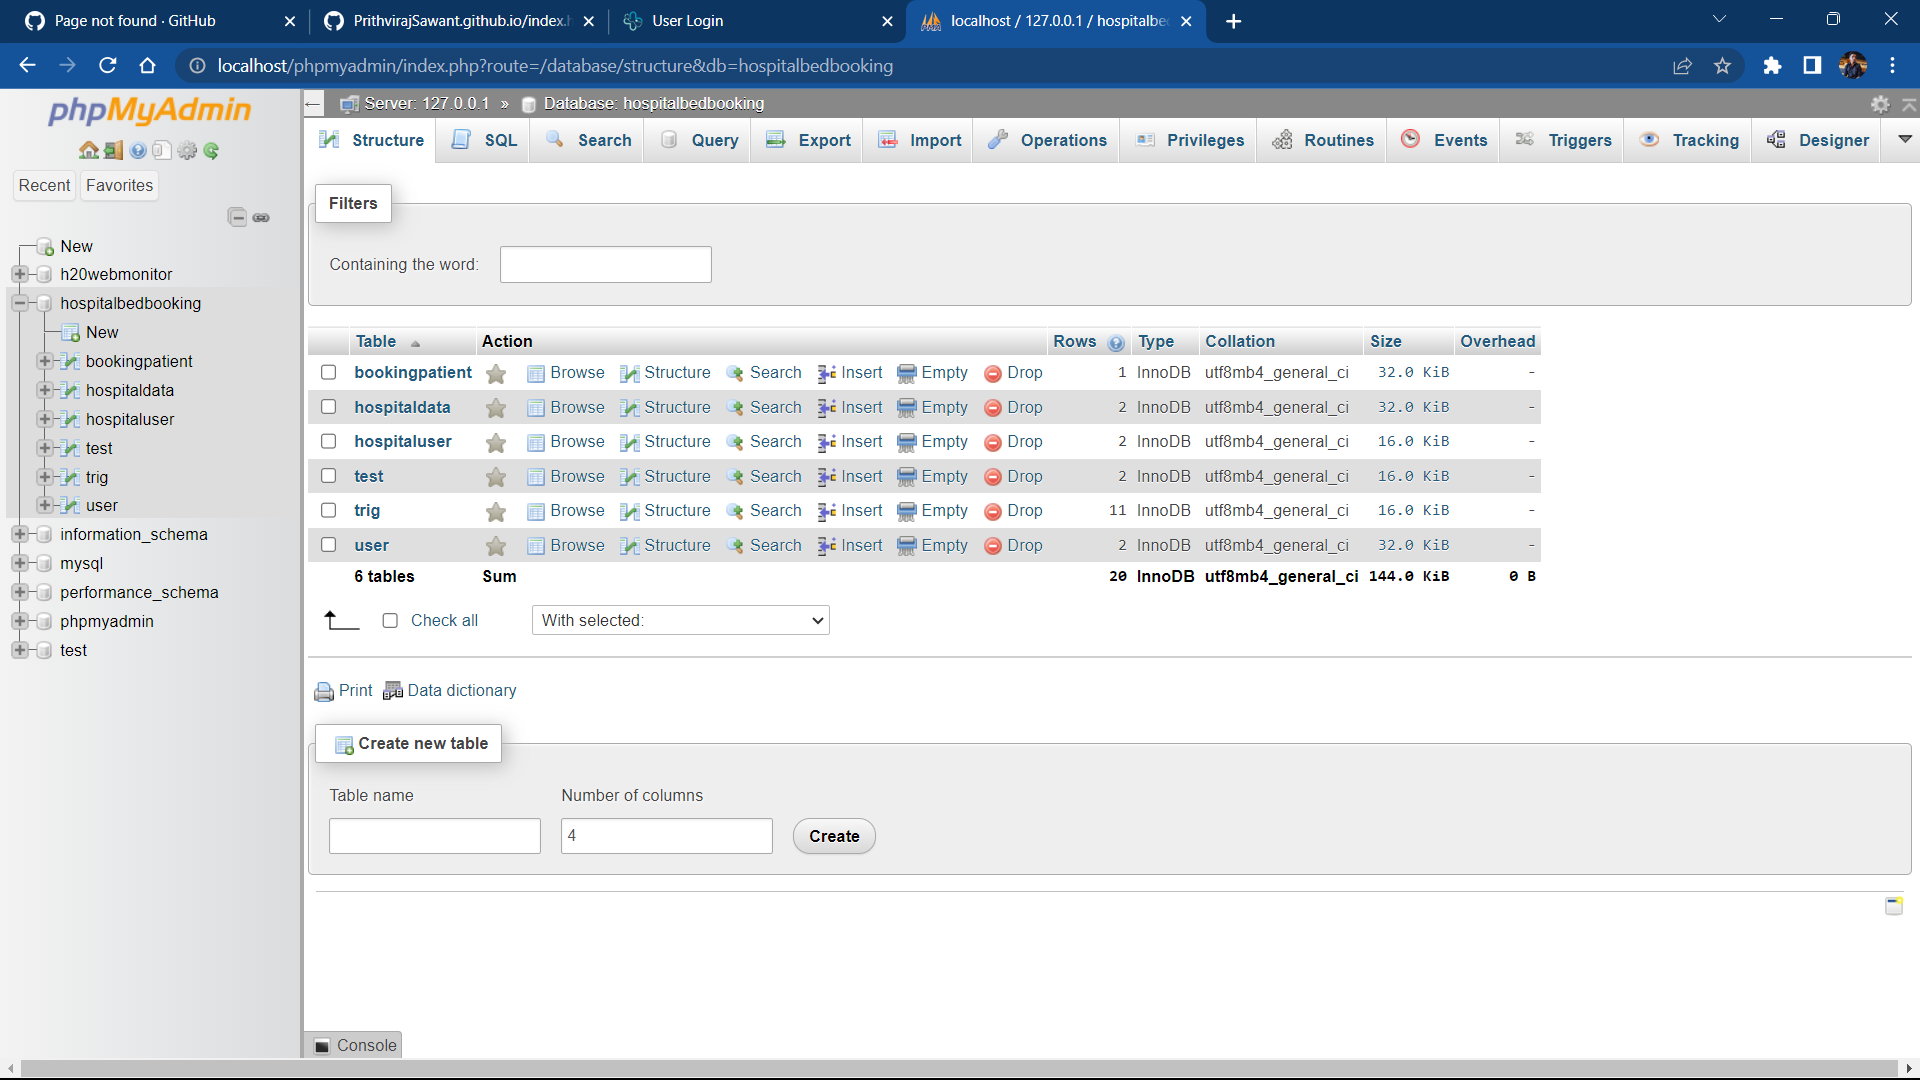 Page not found · GitHub
PrithvirajSawant.github.io/index.h
User Login
localhost / 127.0.0.1 / hospitalbed
localhost/phpmyadmin/index.php?route=/database/structure&db=hospitalbedbooking
phpMyAdmin
Recent Favorites
New
h20webmonitor
hospitalbedbooking
New
bookingpatient
hospitaldata
hospitaluser
test
trig
user
information_schema
mysql
performance_schema
phpmyadmin
test
Server: 127.0.0.1 » Database: hospitalbedbooking
Structure SQL Search Query Export Import Operations Privileges Routines Events Triggers Tracking Designer
Filters
Containing the word:
Table Action Rows Type Collation Size Overhead
bookingpatient Browse Structure Search Insert Empty Drop 1 InnoDB utf8mb4_general_ci 32.0 KiB -
hospitaldata Browse Structure Search Insert Empty Drop 2 InnoDB utf8mb4_general_ci 32.0 KiB -
hospitaluser Browse Structure Search Insert Empty Drop 2 InnoDB utf8mb4_general_ci 16.0 KiB -
test Browse Structure Search Insert Empty Drop 2 InnoDB utf8mb4_general_ci 16.0 KiB -
trig Browse Structure Search Insert Empty Drop 11 InnoDB utf8mb4_general_ci 16.0 KiB -
user Browse Structure Search Insert Empty Drop 2 InnoDB utf8mb4_general_ci 32.0 KiB -
6 tables Sum 20 InnoDB utf8mb4_general_ci 144.0 KiB 0 B
Check all With selected:
Print Data dictionary
Create new table
Table name Number of columns
4 Create
Console